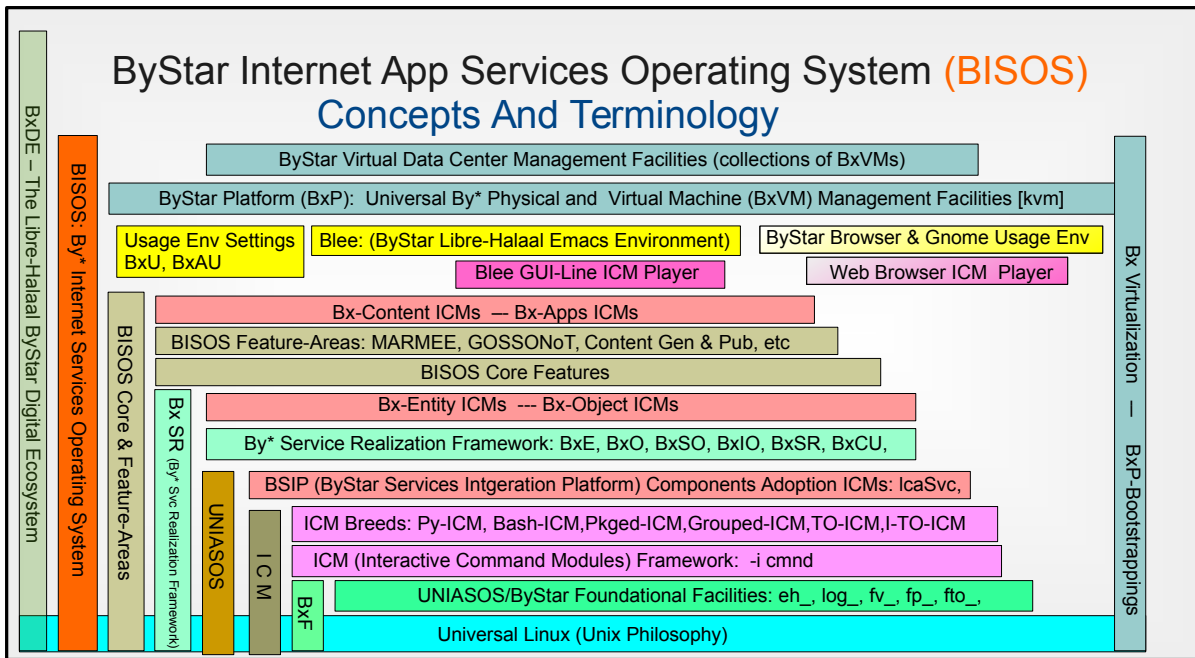 ByStar Internet App Services Operating System (BISOS)
Concepts And Terminology
BxDE – The Libre-Halaal ByStar Digital Ecosystem
BISOS: By* Internet Services Operating System
ByStar Virtual Data Center Management Facilities (collections of BxVMs)
ByStar Platform (BxP): Universal By* Physical and Virtual Machine (BxVM) Management Facilities [kvm]
Usage Env Settings
BxU, BxAU
Blee: (ByStar Libre-Halaal Emacs Environment)
ByStar Browser & Gnome Usage Env
Blee GUI-Line ICM Player
Web Browser ICM Player
BISOS Core & Feature-Areas
Bx-Content ICMs –-- Bx-Apps ICMs
BISOS Feature-Areas: MARMEE, GOSSONoT, Content Gen & Pub, etc
BISOS Core Features
Bx SR (By* Svc Realization Framework)
Bx-Entity ICMs --- Bx-Object ICMs
By* Service Realization Framework: BxE, BxO, BxSO, BxIO, BxSR, BxCU,
UNIASOS
BSIP (ByStar Services Intgeration Platform) Components Adoption ICMs: lcaSvc,
I C M
ICM Breeds: Py-ICM, Bash-ICM,Pkged-ICM,Grouped-ICM,TO-ICM,I-TO-ICM
ICM (Interactive Command Modules) Framework: -i cmnd
BxF
UNIASOS/ByStar Foundational Facilities: eh_, log_, fv_, fp_, fto_,
Universal Linux (Unix Philosophy)
Bx Virtualization — BxP-Bootstrappings